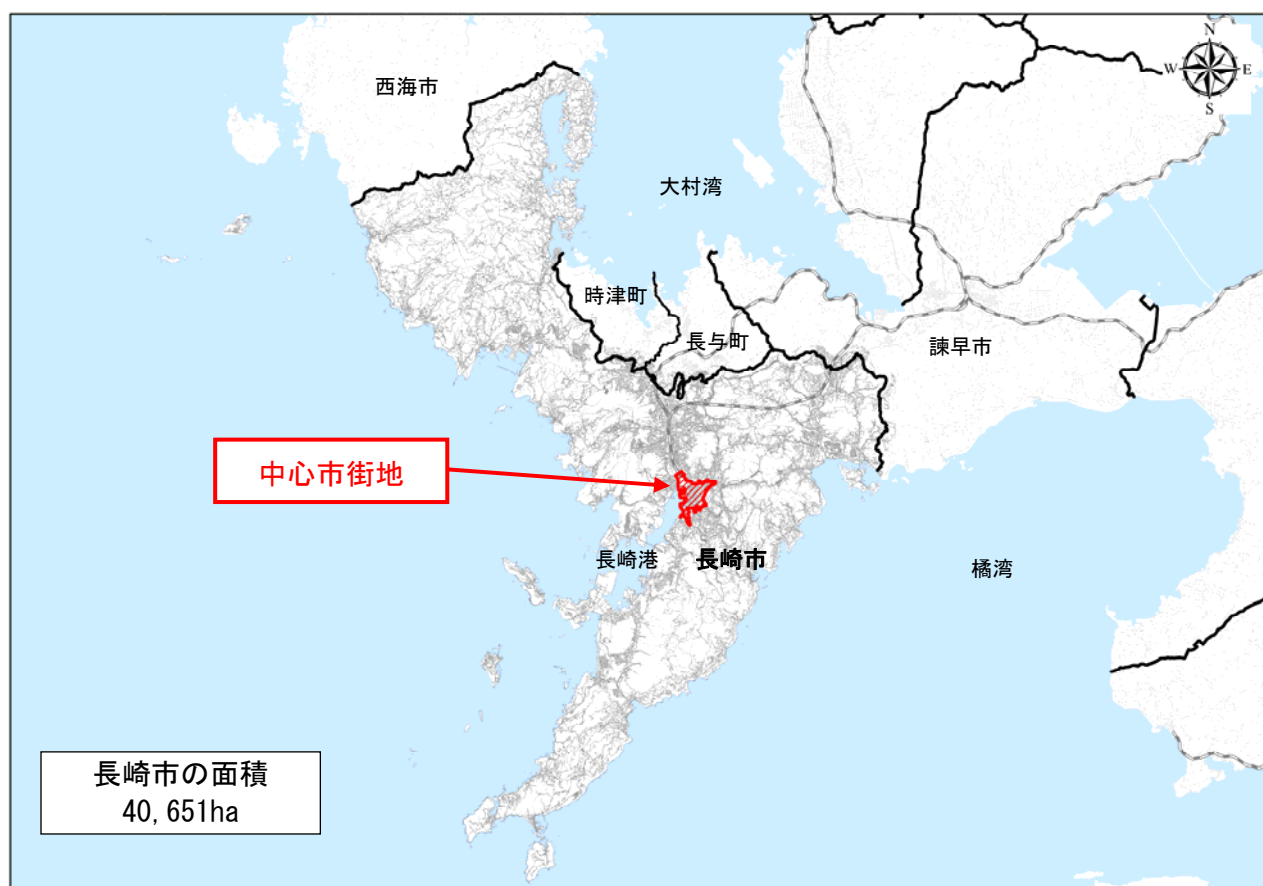 N
W E
S
西海市
大村湾
時津町
長与町
諫早市
中心市街地
長崎港
長崎市
橘湾
長崎市の面積
40,651ha